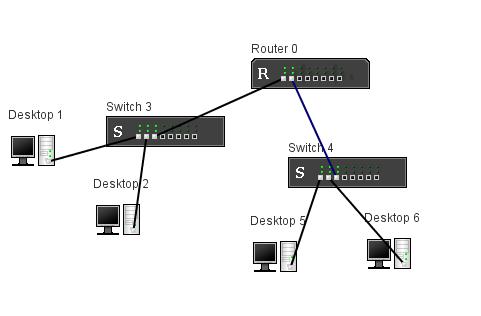 Router 0
R
Desktop 1
Switch 3
S
Switch 4
S
Desktop 2
Desktop 5
Desktop 6